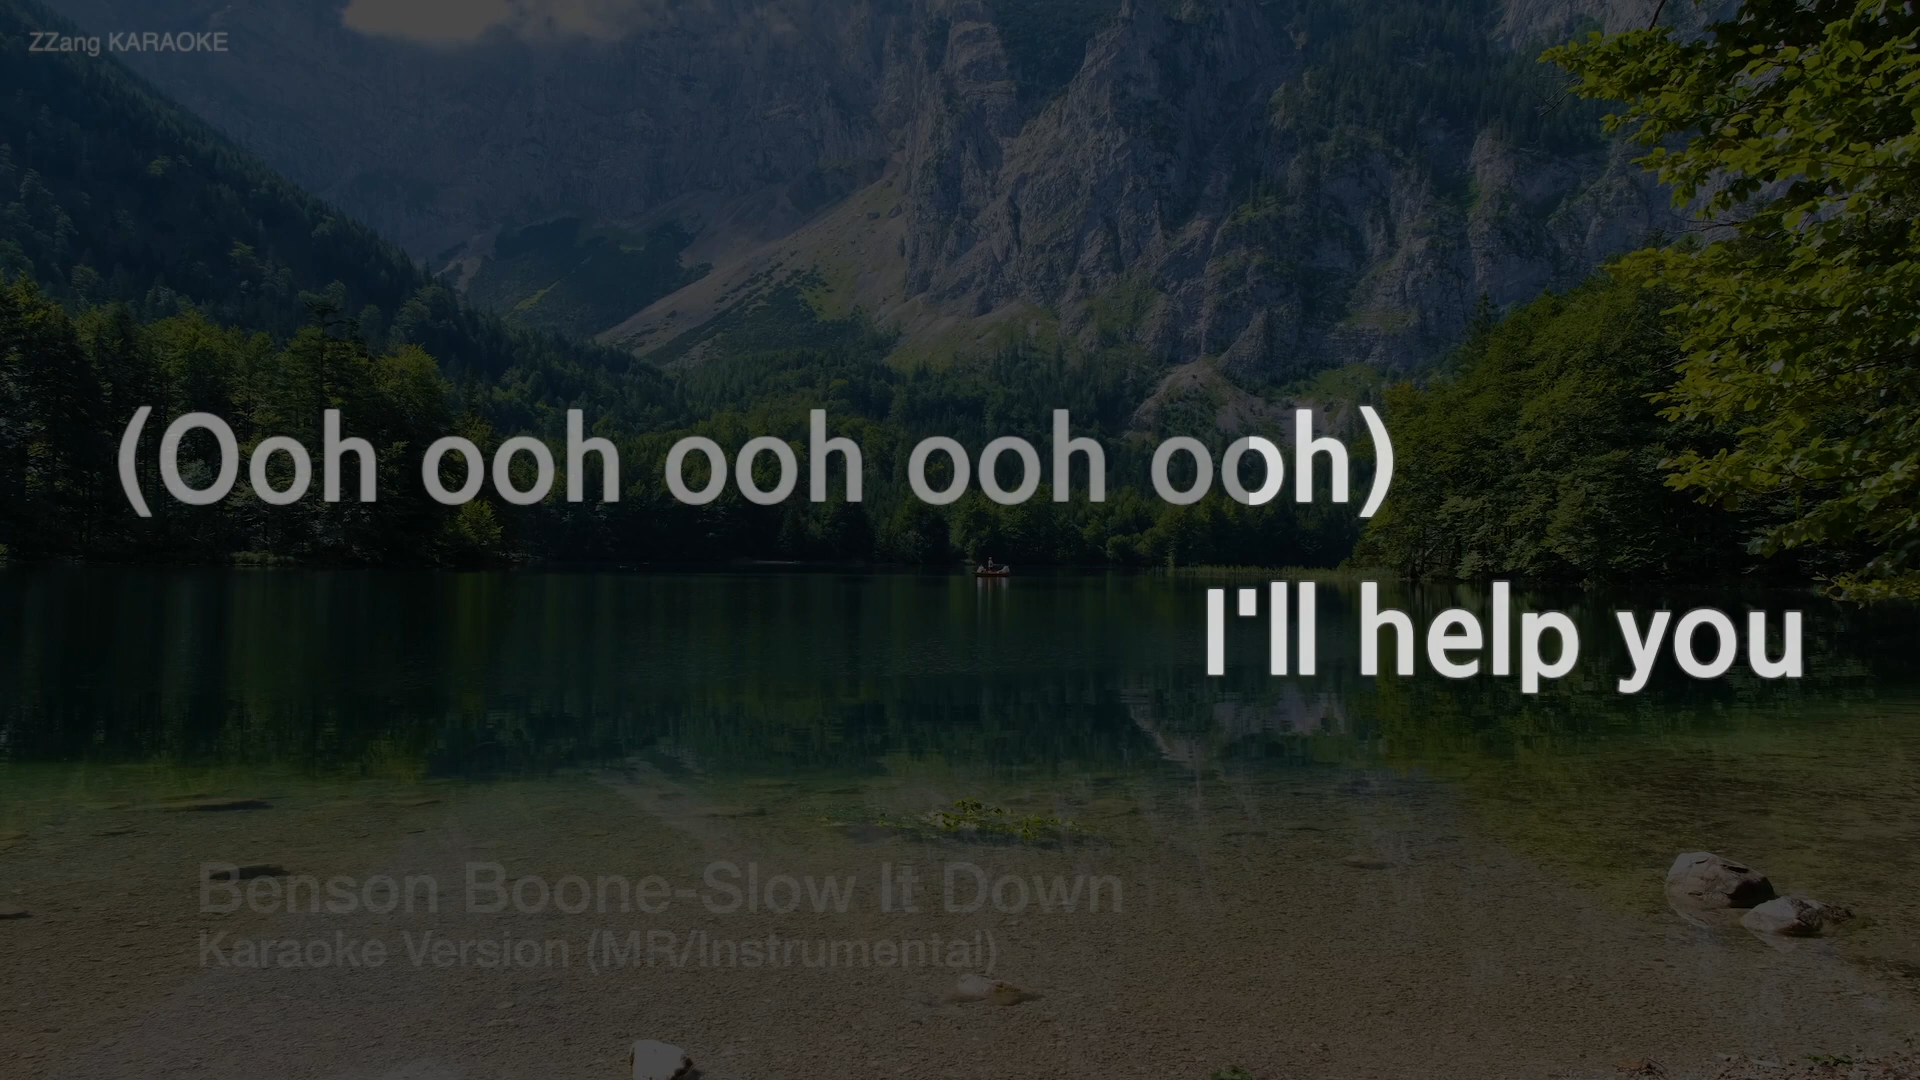 ZZang KARAOKE
(Ooh ooh ooh ooh ooh)
I'll help you
Benson Boone-Slow It Down
Karaoke Version (MR/Instrumental)